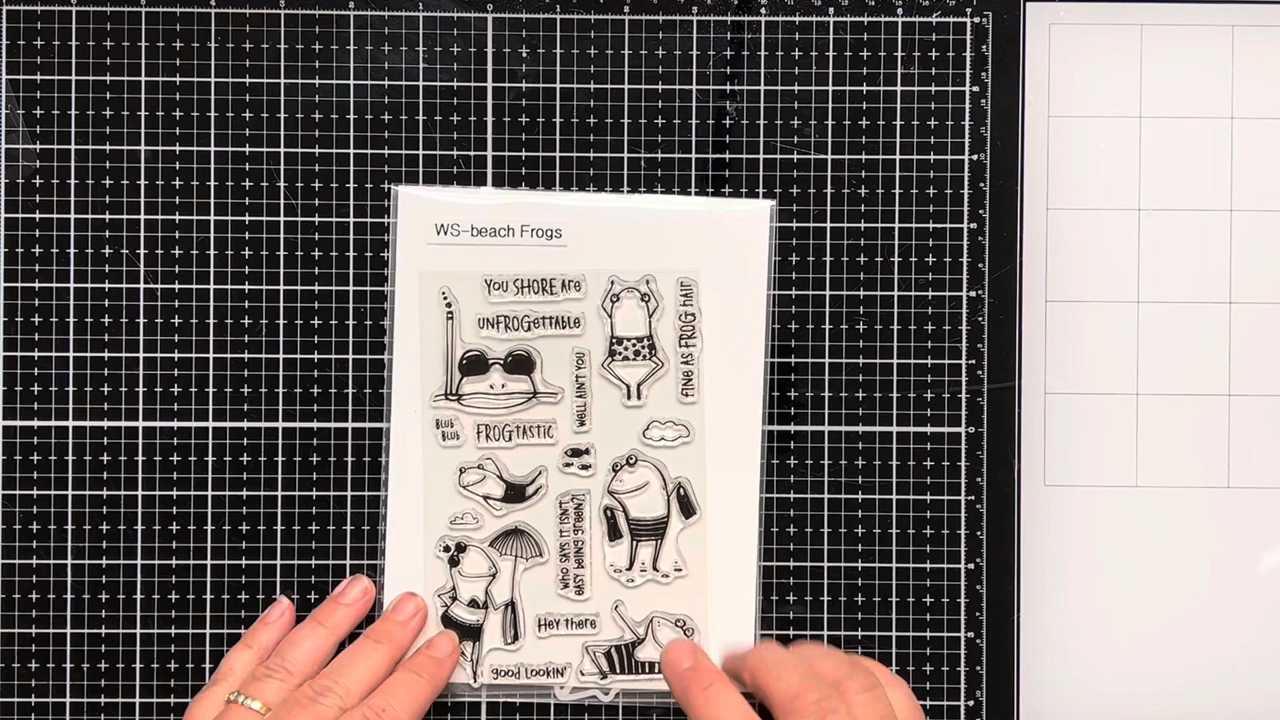 WS-beach Frogs
YOU SHORE ARE
UNFROGETTABLE
FINE AS FROG HAIR
WELL AIN'T YOU
BLUB
BLUB
FROGTASTIC
WHO SAYS IT ISN'T
EASY BEING GREEN?!
HEY THERE
GOOD LOOKIN'